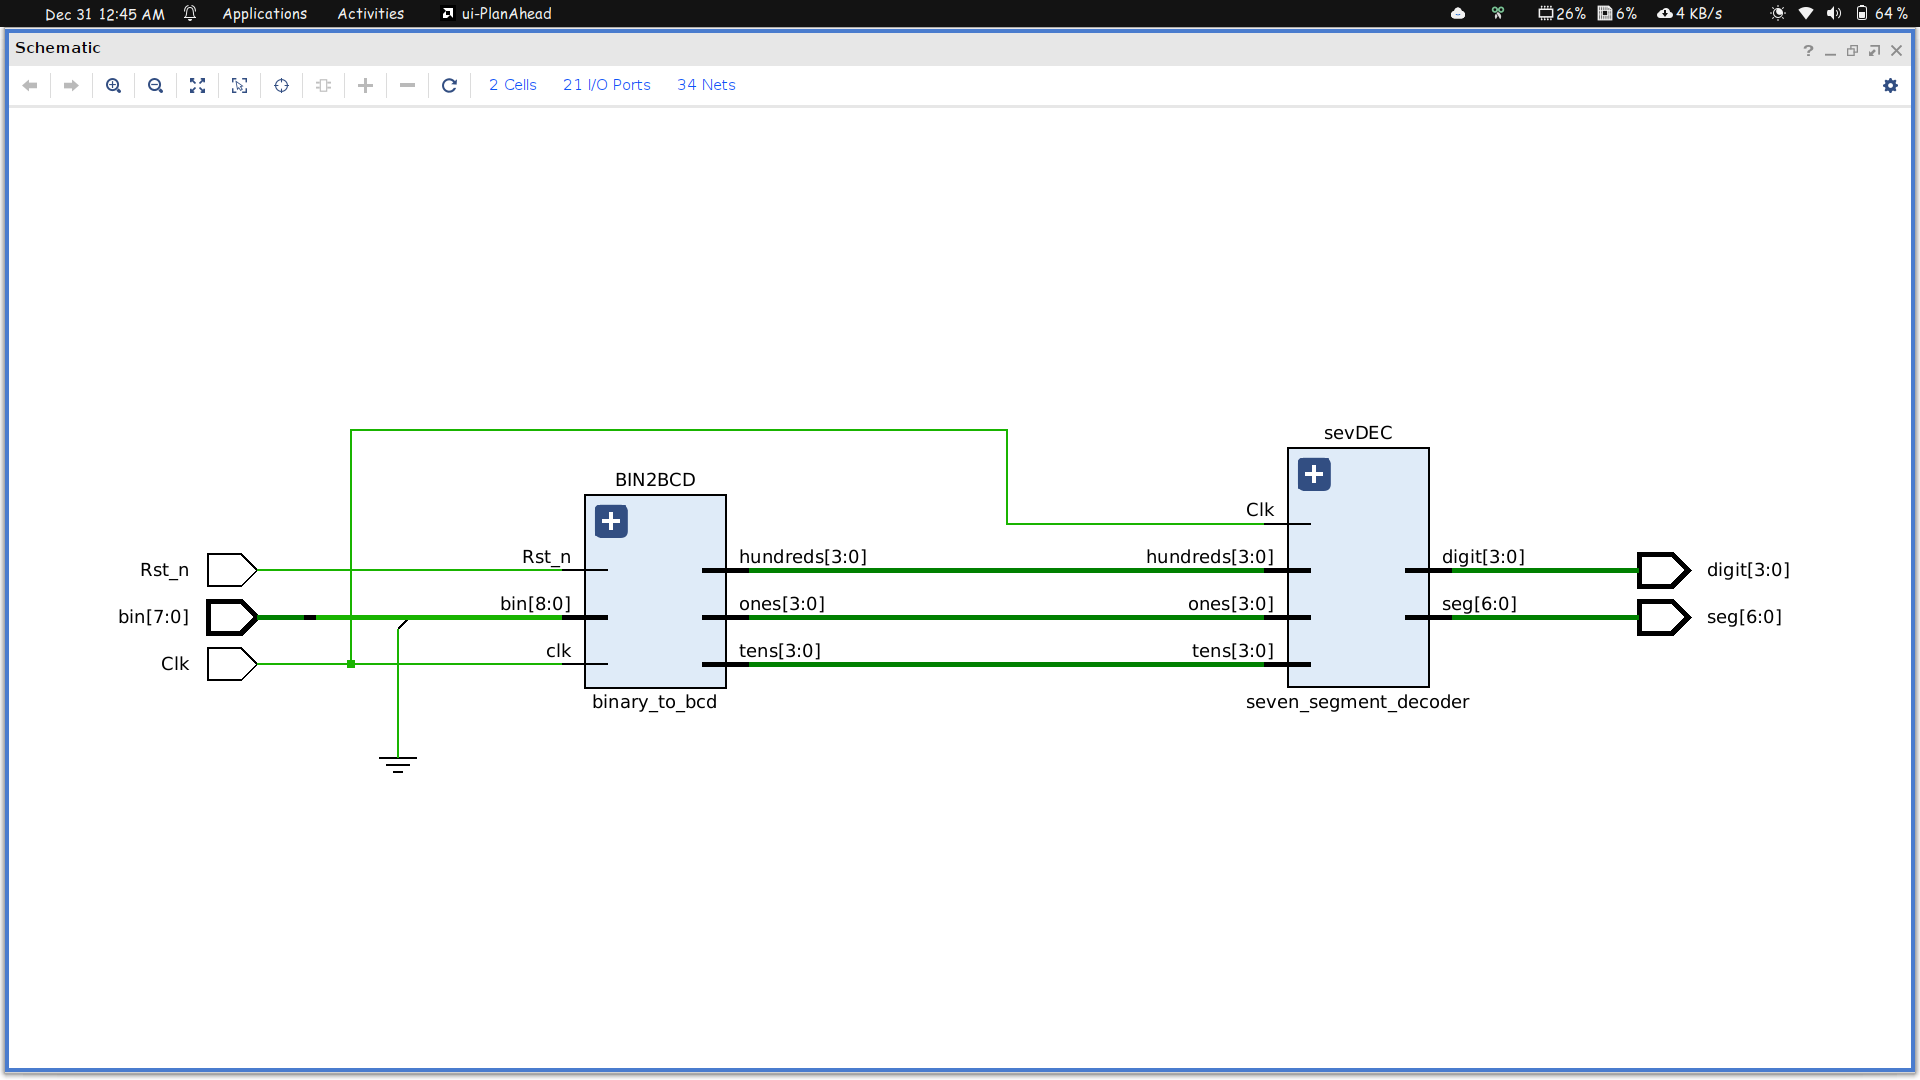 Dec 31 12:45 AM Applications Activities ui-PlanAhead 26% 6% 4 KB/s 64 %
Schematic
2 Cells 21 I/O Ports 34 Nets
sevDEC
BIN2BCD
Clk
Rst_n Rst_n hundreds[3:0] hundreds[3:0] digit[3:0] digit[3:0]
bin[7:0] bin[8:0] ones[3:0] ones[3:0] seg[6:0] seg[6:0]
Clk clk tens[3:0] tens[3:0]
binary_to_bcd seven_segment_decoder